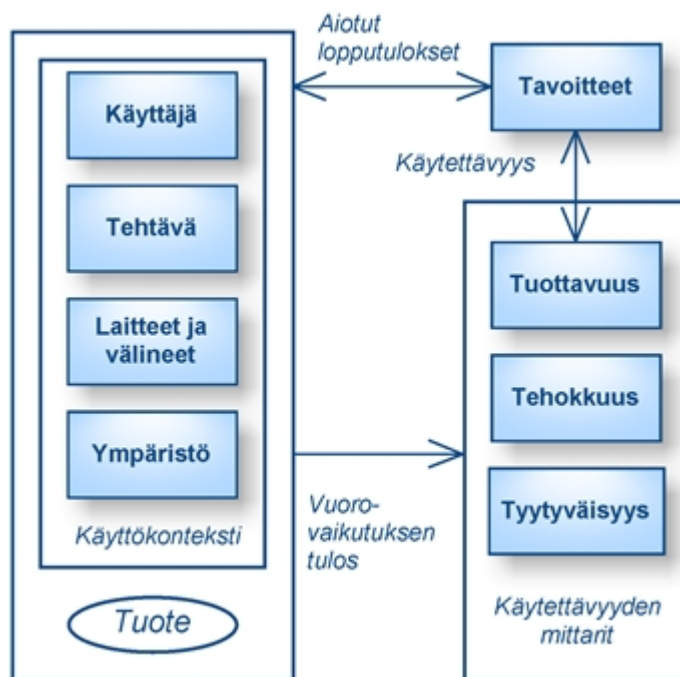 Aiotut
lopputulokset
Käyttäjä
Tavoitteet
Käytettävyys
Tehtävä
Laitteet ja
välineet
Ympäristö
Käyttökonteksti
Tuote
Vuoro-
vaikutuksen
tulos
Tuottavuus
Tehokkuus
Tyytyväisyys
Käytettävyyden
mittarit